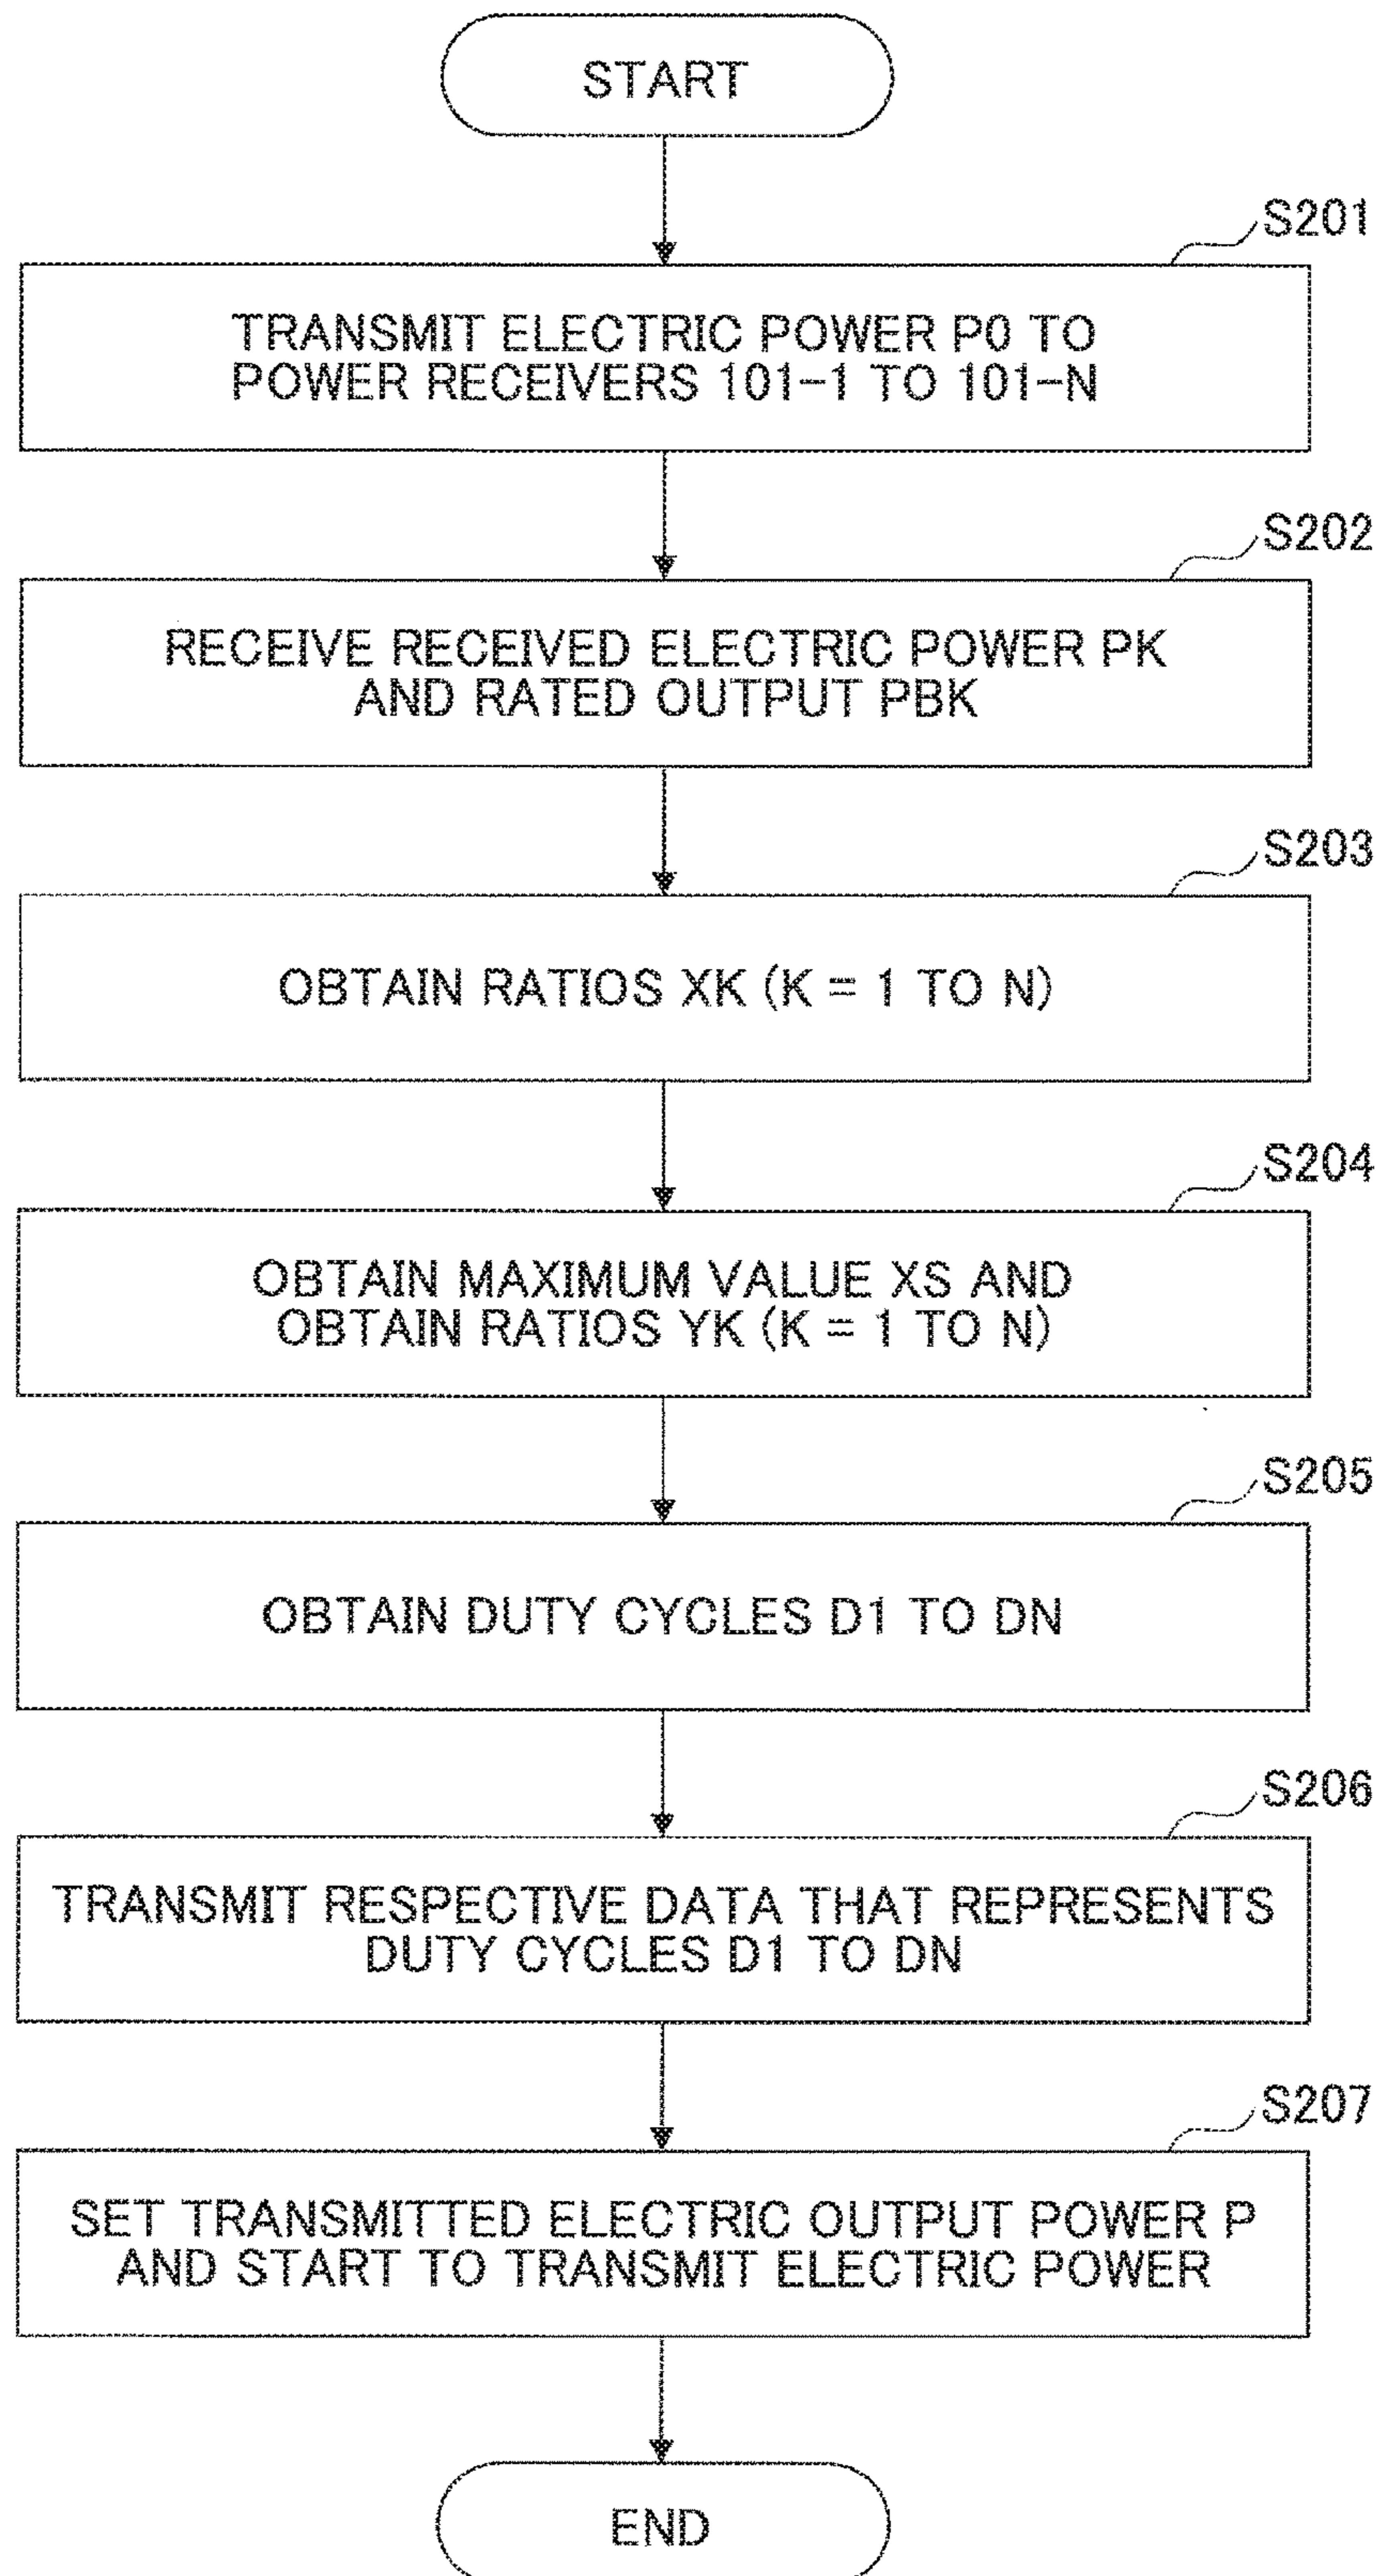 START
S201
TRANSMIT ELECTRIC POWER P0 TO
POWER RECEIVERS 101-1 TO 101-N
S202
RECEIVE RECEIVED ELECTRIC POWER PK
AND RATED OUTPUT PBK
S203
OBTAIN RATIOS XK (K = 1 TO N)
S204
OBTAIN MAXIMUM VALUE XS AND
OBTAIN RATIOS YK (K = 1 TO N)
S205
OBTAIN DUTY CYCLES D1 TO DN
S206
TRANSMIT RESPECTIVE DATA THAT REPRESENTS
DUTY CYCLES D1 TO DN
S207
SET TRANSMITTED ELECTRIC OUTPUT POWER P
AND START TO TRANSMIT ELECTRIC POWER
END